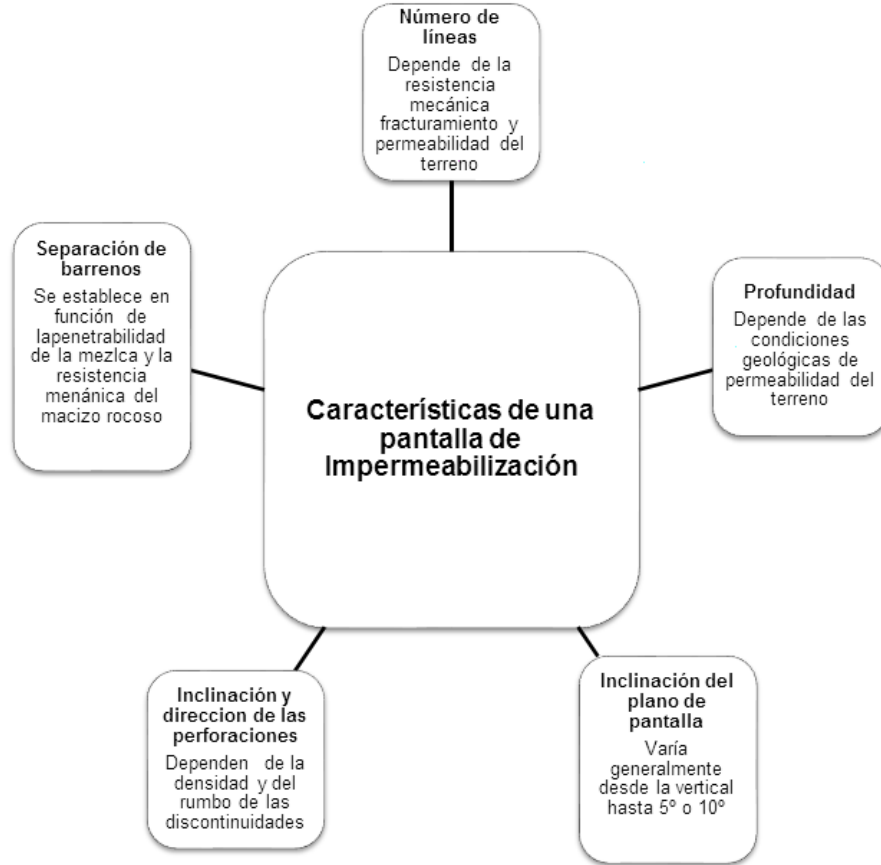 Número de
líneas
Depende de la
resistencia
mecánica
fracturamiento y
permeabilidad del
terreno
Separación de
barrenos
Se establece en
función de
lapenetrabilidad
de la mezlca y la
resistencia
menánica del
macizo rocoso
Profundidad
Depende de las
condiciones
geológicas de
permeabilidad del
terreno
Características de una
pantalla de
Impermeabilización
Inclinación y
direccion de las
perforaciones
Dependen de la
densidad y del
rumbo de las
discontinuidades
Inclinación del
plano de
pantalla
Varía
generalmente
desde la vertical
hasta 5º o 10º